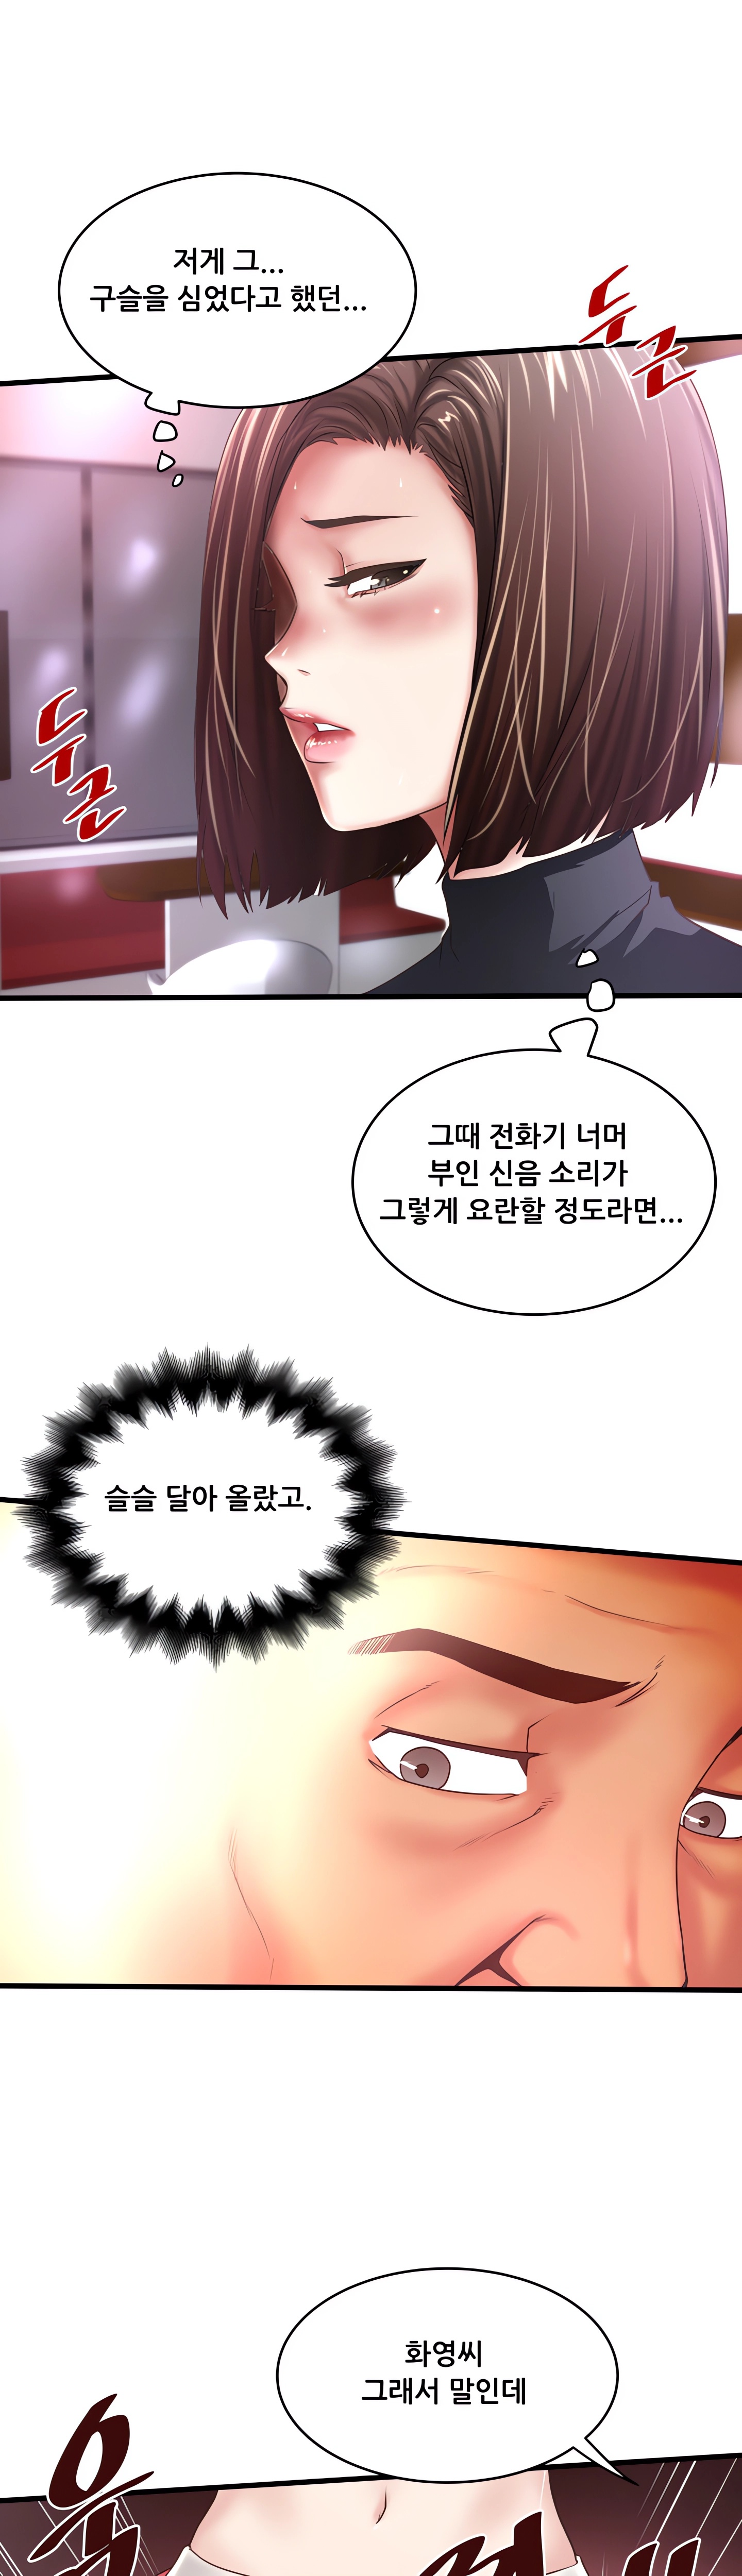 저게 그...
구슬을 심었다고 했던...
두근
두근
그때 전화기 너머
부인 신음 소리가
그렇게 요란할 정도라면...
슬슬 달아 올랐고.
화영씨
그래서 말인데